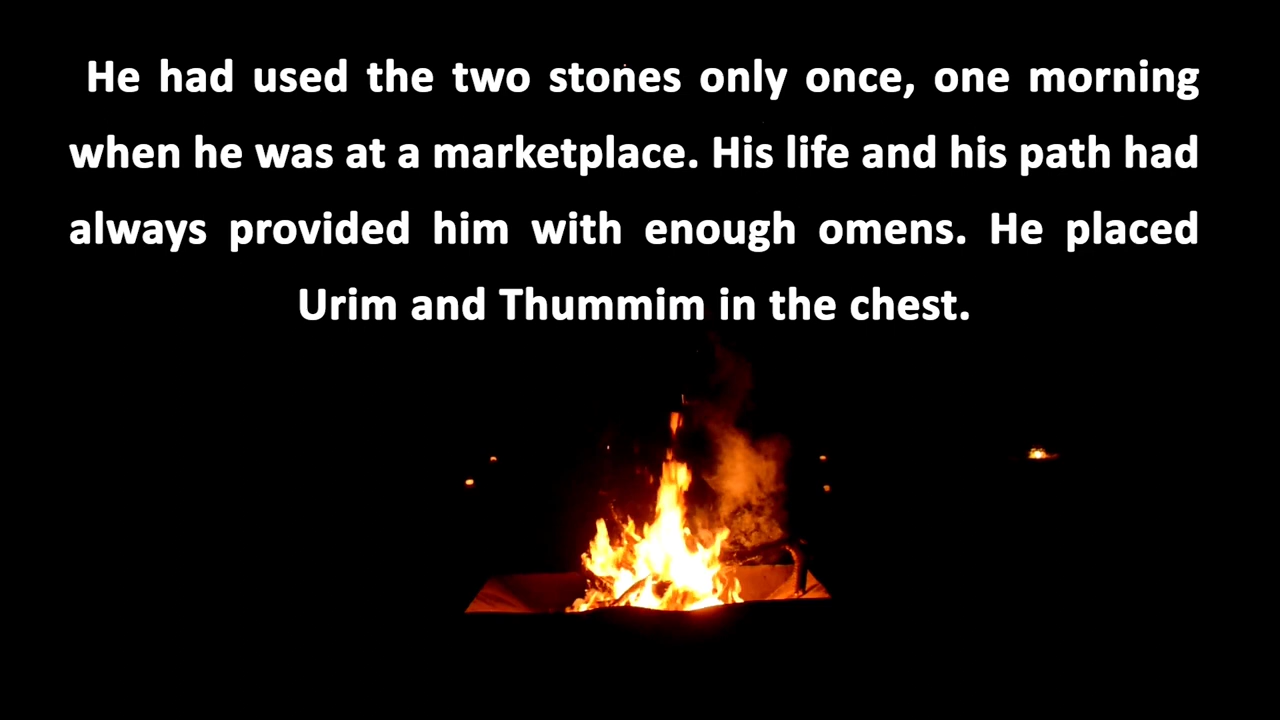 He had used the two stones only once, one morning
when he was at a marketplace. His life and his path had
always provided him with enough omens. He placed
Urim and Thummim in the chest.